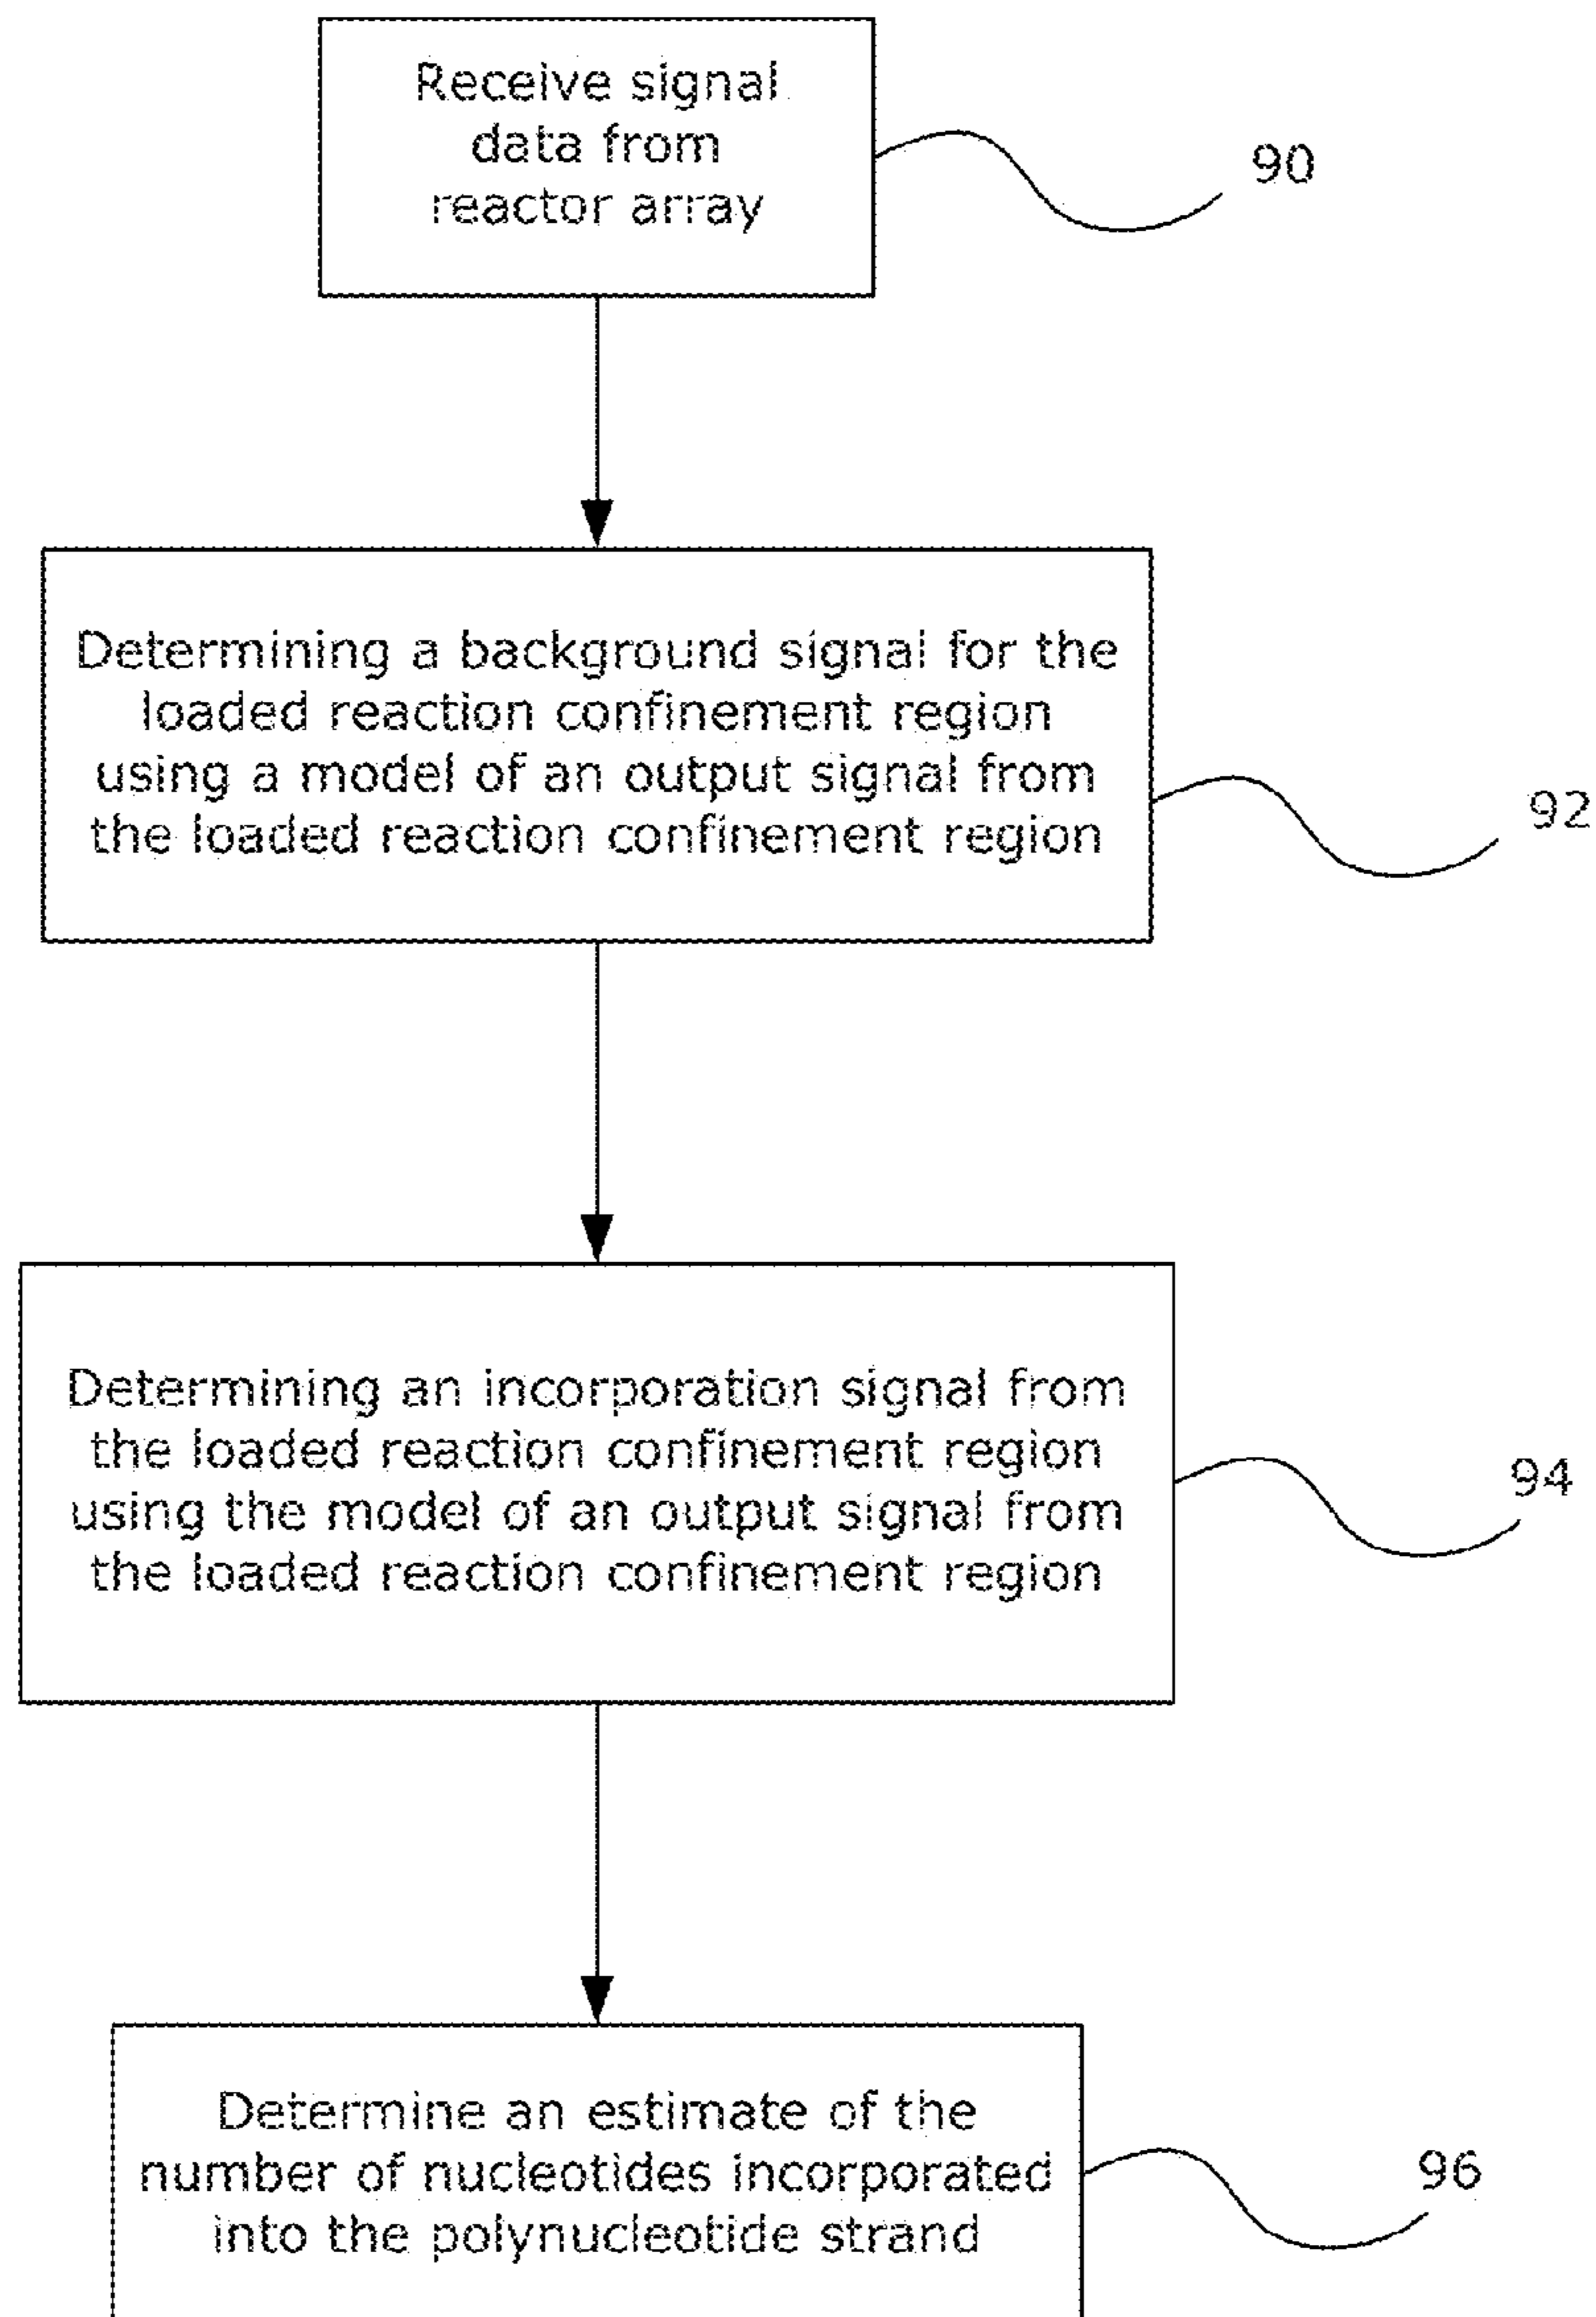 Receive signal
data from
reactor array
90
Determining a background signal for the
loaded reaction confinement region
using a model of an output signal from
the loaded reaction confinement region
92
Determining an incorporation signal from
the loaded reaction confinement region
using the model of an output signal from
the loaded reaction confinement region
94
Determine an estimate of the
number of nucleotides incorporated
into the polynucleotide strand
96